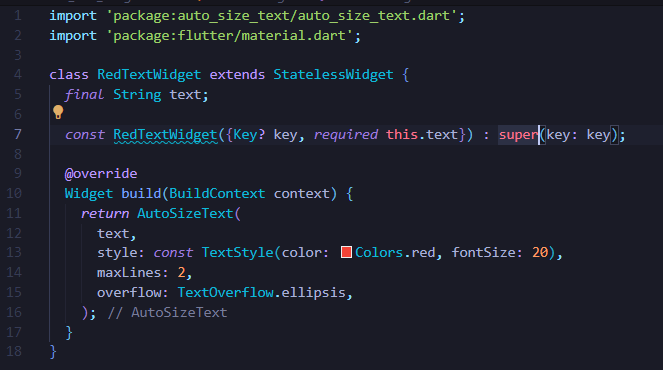 1 import 'package:auto_size_text/auto_size_text.dart';
2 import 'package:flutter/material.dart';
3
4 class RedTextWidget extends StatelessWidget {
5   final String text;
6
7   const RedTextWidget({Key? key, required this.text}) : super(key: key);
8
9   @override
10   Widget build(BuildContext context) {
11     return AutoSizeText(
12       text,
13       style: const TextStyle(color: Colors.red, fontSize: 20),
14       maxLines: 2,
15       overflow: TextOverflow.ellipsis,
16     ); // AutoSizeText
17   }
18 }